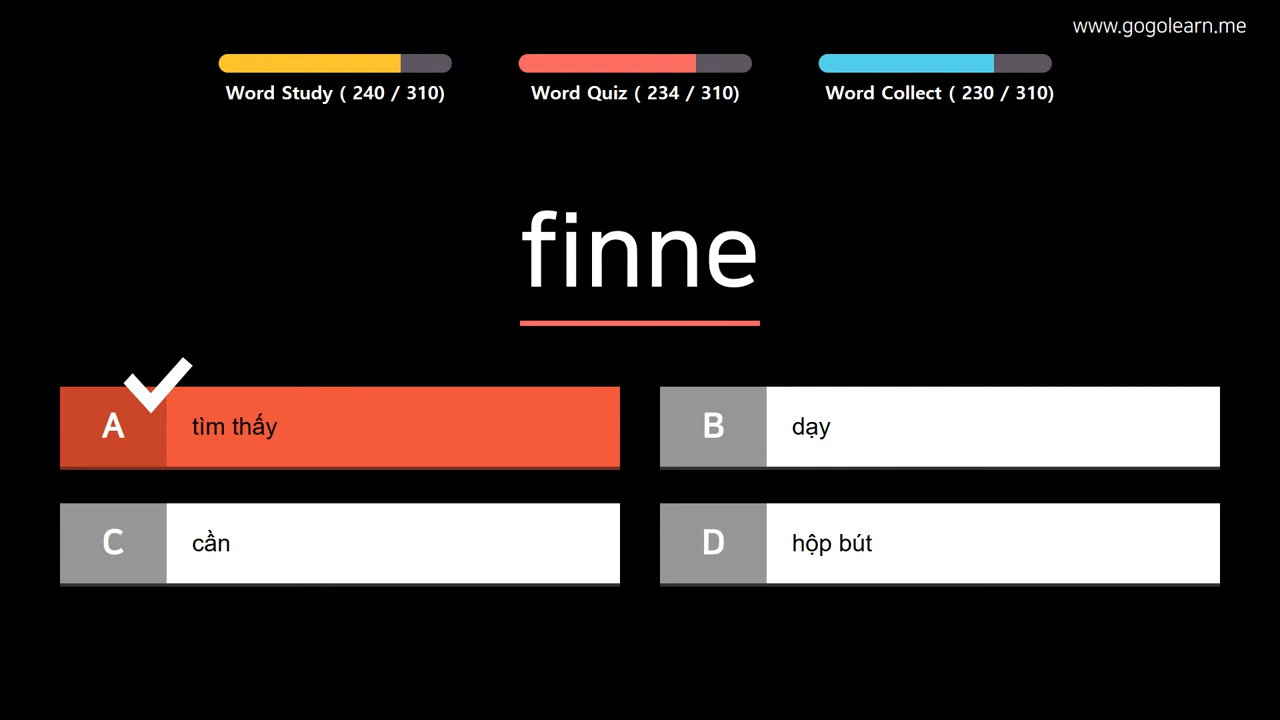 www.gogolearn.me
Word Study ( 240 / 310)
Word Quiz ( 234 / 310)
Word Collect ( 230 / 310)
finne
A
tìm thấy
B
dạy
C
cần
D
hộp bút